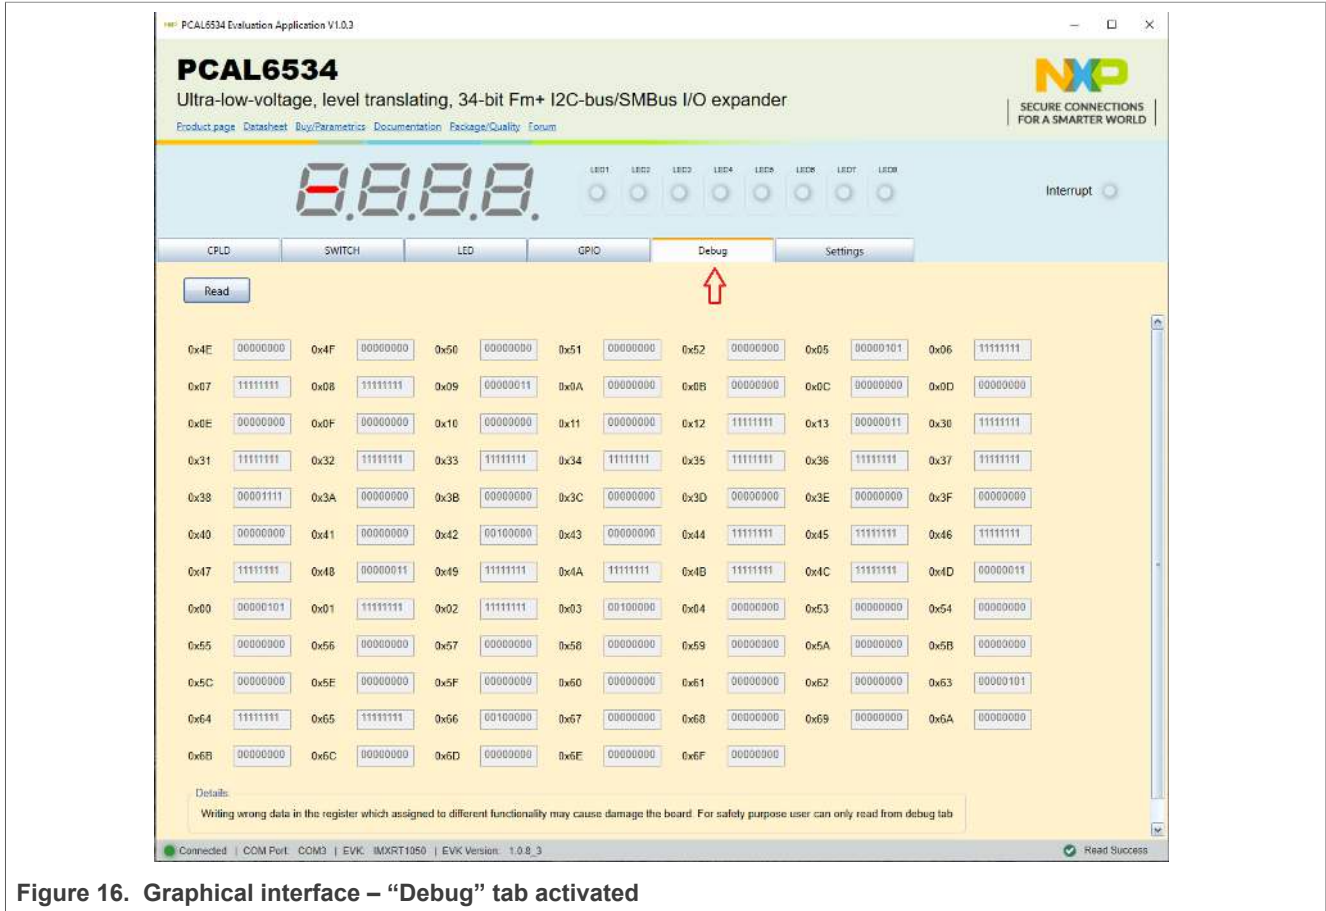 PCAL6534 Evaluation Application V1.0.3
PCAL6534
Ultra-low-voltage, level translating, 34-bit Fm+ I2C-bus/SMBus I/O expander
Product page Datasheet Buy/Parametrics Documentation Package/Quality Forum
NXP
SECURE CONNECTIONS
FOR A SMARTER WORLD
LED1 LED2 LED3 LED4 LED5 LED6 LED7 LED8
Interrupt
CPLD SWITCH LED GPIO Debug Settings
Read
0x4E 00000000 0x4F 00000000 0x50 00000000 0x51 00000000 0x52 00000000 0x05 00000101 0x06 11111111
0x07 11111111 0x08 11111111 0x09 00000011 0x0A 00000000 0x0B 00000000 0x0C 00000000 0x0D 00000000
0x0E 00000000 0x0F 00000000 0x10 00000000 0x11 00000000 0x12 11111111 0x13 00000011 0x30 11111111
0x31 11111111 0x32 11111111 0x33 11111111 0x34 11111111 0x35 11111111 0x36 11111111 0x37 11111111
0x38 00001111 0x3A 00000000 0x3B 00000000 0x3C 00000000 0x3D 00000000 0x3E 00000000 0x3F 00000000
0x40 00000000 0x41 00000000 0x42 00100000 0x43 00000000 0x44 11111111 0x45 11111111 0x46 11111111
0x47 11111111 0x48 00000011 0x49 11111111 0x4A 11111111 0x4B 11111111 0x4C 11111111 0x4D 00000011
0x00 00000101 0x01 11111111 0x02 11111111 0x03 00100000 0x04 00000000 0x53 00000000 0x54 00000000
0x55 00000000 0x56 00000000 0x57 00000000 0x58 00000000 0x59 00000000 0x5A 00000000 0x5B 00000000
0x5C 00000000 0x5E 00000000 0x5F 00000000 0x60 00000000 0x61 00000000 0x62 00000000 0x63 00000101
0x64 11111111 0x65 11111111 0x66 00100000 0x67 00000000 0x68 00000000 0x69 00000000 0x6A 00000000
0x6B 00000000 0x6C 00000000 0x6D 00000000 0x6E 00000000 0x6F 00000000
Details
Writing wrong data in the register which assigned to different functionality may cause damage the board. For safety purpose user can only read from debug tab
Connected | COM Port: COM3 | EVK: IMXRT1050 | EVK Version: 1.0.8_3 Read Success
Figure 16. Graphical interface – “Debug” tab activated